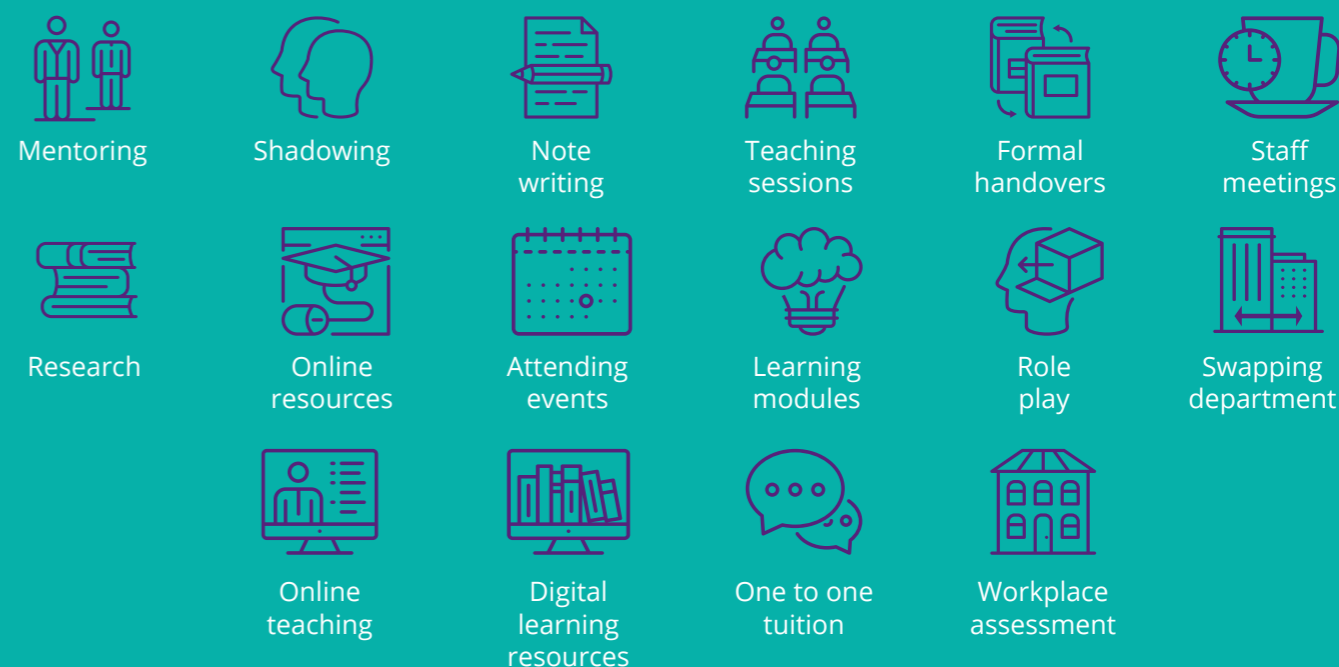 Mentoring
Shadowing
Note
writing
Teaching
sessions
Formal
handovers
Staff
meetings
Research
Online
resources
Attending
events
Learning
modules
Role
play
Swapping
department
Online
teaching
Digital
learning
resources
One to one
tuition
Workplace
assessment